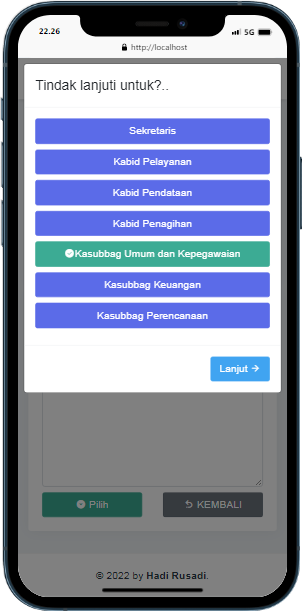 22.26
5G
http://localhost
Tindak lanjuti untuk?..
Sekretaris
Kabid Pelayanan
Kabid Pendataan
Kabid Penagihan
Kasubbag Umum dan Kepegawaian
Kasubbag Keuangan
Kasubbag Perencanaan
Lanjut →
Pilih
KEMBALI
© 2022 by Hadi Rusadi.